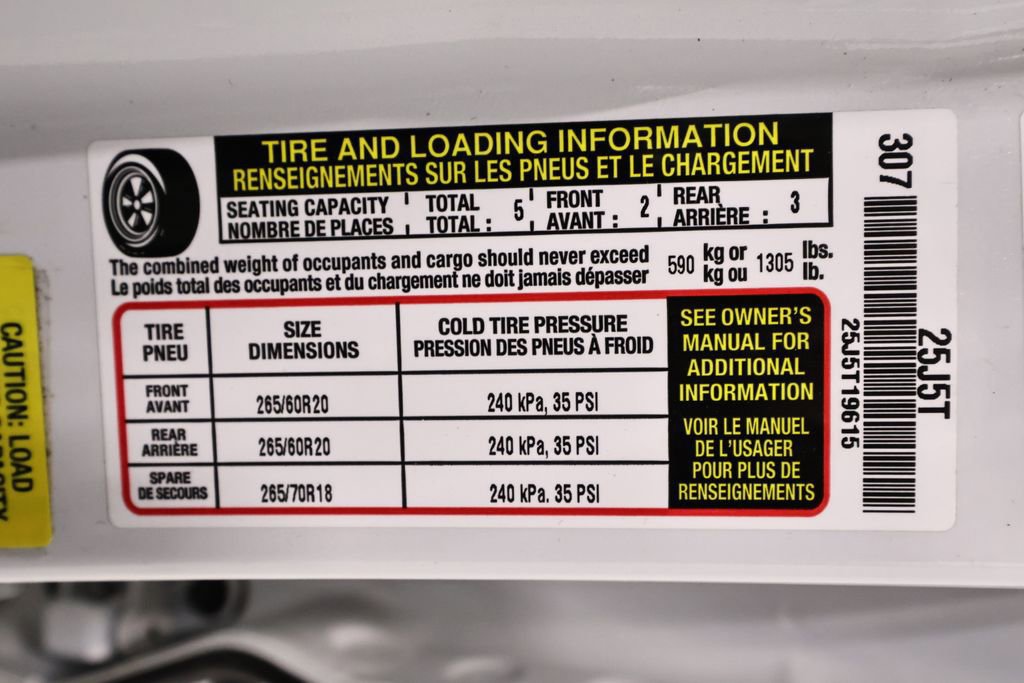 TIRE AND LOADING INFORMATION
RENSEIGNEMENTS SUR LES PNEUS ET LE CHARGEMENT
SEATING CAPACITY TOTAL 5 FRONT 2 REAR 3
NOMBRE DE PLACES TOTAL : AVANT : ARRIÈRE :
The combined weight of occupants and cargo should never exceed 590 kg or 1305 lbs.
Le poids total des occupants et du chargement ne doit jamais dépasser kg ou lb.
TIRE SIZE COLD TIRE PRESSURE
PNEU DIMENSIONS PRESSION DES PNEUS À FROID
FRONT
AVANT 265/60R20 240 kPa, 35 PSI
REAR
ARRIÈRE 265/60R20 240 kPa, 35 PSI
SPARE
DE SECOURS 265/70R18 240 kPa. 35 PSI
SEE OWNER'S
MANUAL FOR
ADDITIONAL
INFORMATION
VOIR LE MANUEL
DE L'USAGER
POUR PLUS DE
RENSEIGNEMENTS
307
25J5T
25J5T19615
CAUTION: LOAD